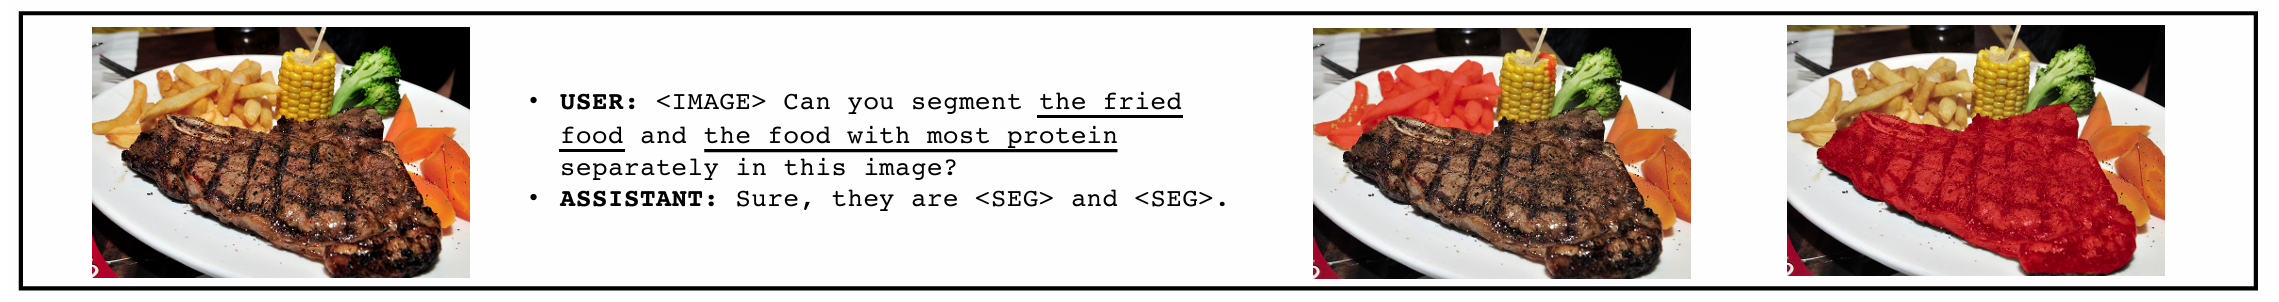 • USER: <IMAGE> Can you segment the fried
food and the food with most protein
separately in this image?
• ASSISTANT: Sure, they are <SEG> and <SEG>.